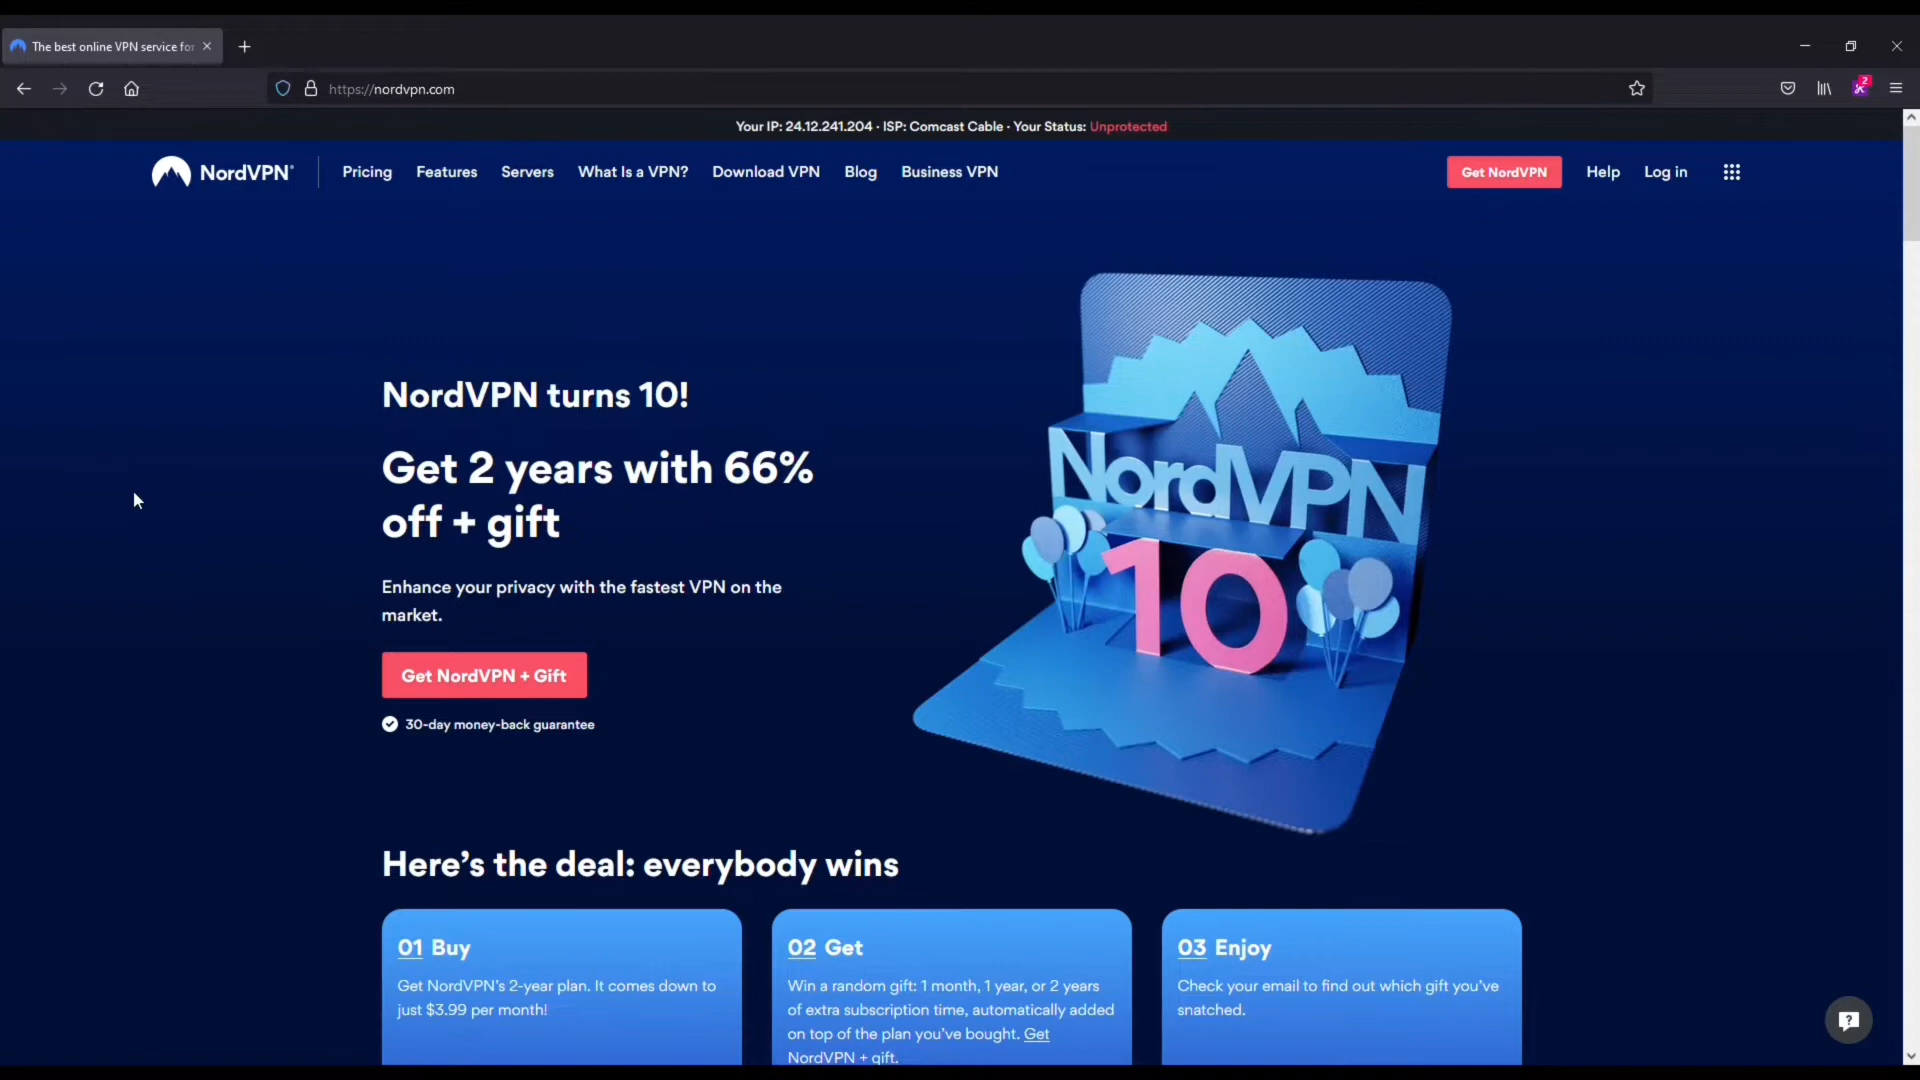 The best online VPN service for
https://nordvpn.com
2
Your IP: 24.12.241.204 · ISP: Comcast Cable · Your Status: Unprotected
NordVPN®
Pricing
Features
Servers
What Is a VPN?
Download VPN
Blog
Business VPN
Get NordVPN
Help
Log in
NordVPN turns 10!
Get 2 years with 66%
off + gift
Enhance your privacy with the fastest VPN on the
market.
Get NordVPN + Gift
30-day money-back guarantee
NordVPN
10
Here’s the deal: everybody wins
01 Buy
Get NordVPN’s 2-year plan. It comes down to
just $3.99 per month!
02 Get
Win a random gift: 1 month, 1 year, or 2 years
of extra subscription time, automatically added
on top of the plan you’ve bought. Get
NordVPN + gift.
03 Enjoy
Check your email to find out which gift you’ve
snatched.
?